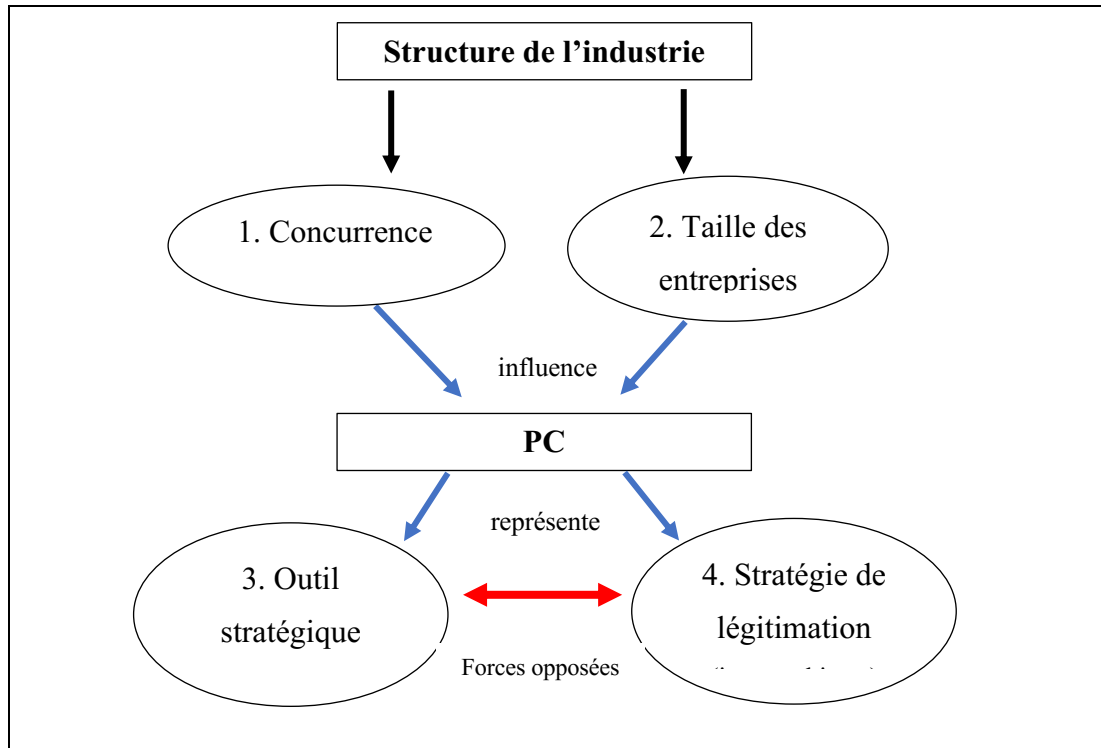 Structure de l’industrie
1. Concurrence
2. Taille des
entreprises
influence
PC
représente
3. Outil
stratégique
4. Stratégie de
légitimation
Forces opposées